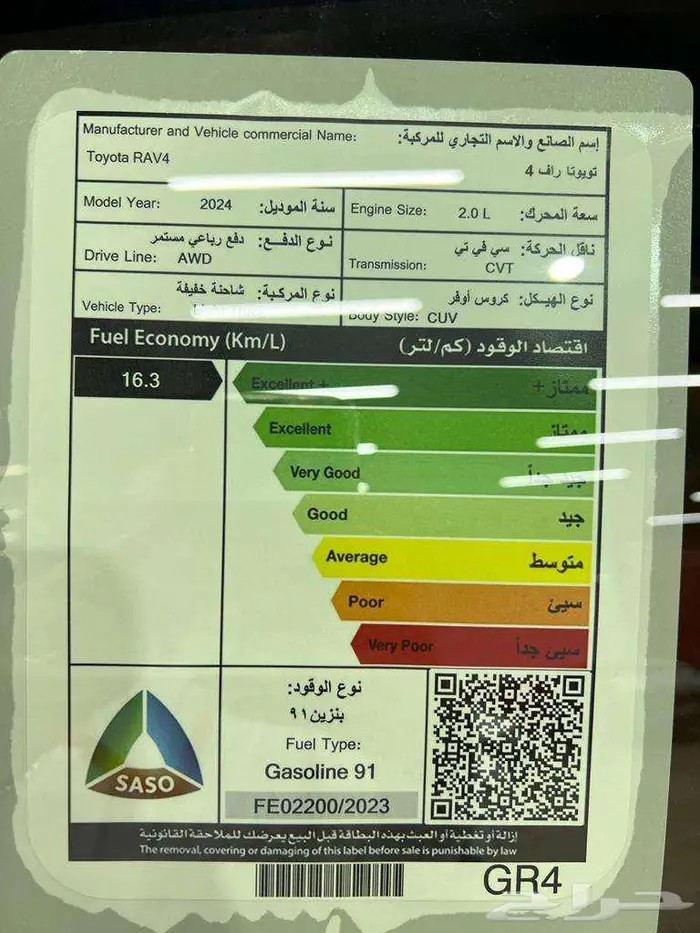 Manufacturer and Vehicle commercial Name: إسم الصانع والاسم التجاري للمركبة:
Toyota RAV4 تويوتا راف 4
Model Year: 2024 سنة الموديل: Engine Size: 2.0 L سعة المحرك:
نوع الدفع: دفع رباعي مستمر
Drive Line: AWD
ناقل الحركة: سي في تي
Transmission: CVT
نوع المركبة: شاحنة خفيفة
Vehicle Type:
نوع الهيكل: كروس أوفر
Body Style: CUV
Fuel Economy (Km/L) اقتصاد الوقود (كم/لتر)
16.3
Excellent + ممتاز+
Excellent ممتاز
Very Good جيد جداً
Good جيد
Average متوسط
Poor سيئ
Very Poor سيئ جداً
SASO
نوع الوقود:
بنزين ٩١
Fuel Type:
Gasoline 91
FE02200/2023
إزالة أو تغطية أو العبث بهذه البطاقة قبل البيع يعرضك للملاحقة القانونية
The removal, covering or damaging of this label before sale is punishable by law
GR4
حراج